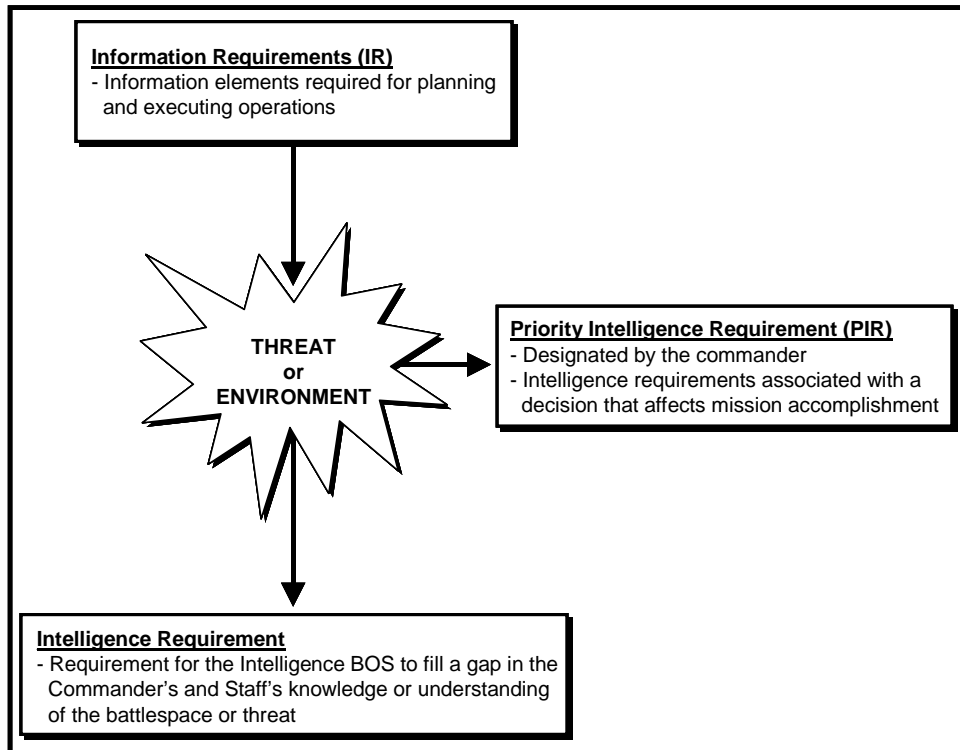 Information Requirements (IR)
- Information elements required for planning
and executing operations
THREAT
or
ENVIRONMENT
Priority Intelligence Requirement (PIR)
- Designated by the commander
- Intelligence requirements associated with a
decision that affects mission accomplishment
Intelligence Requirement
- Requirement for the Intelligence BOS to fill a gap in the
Commander’s and Staff’s knowledge or understanding
of the battlespace or threat